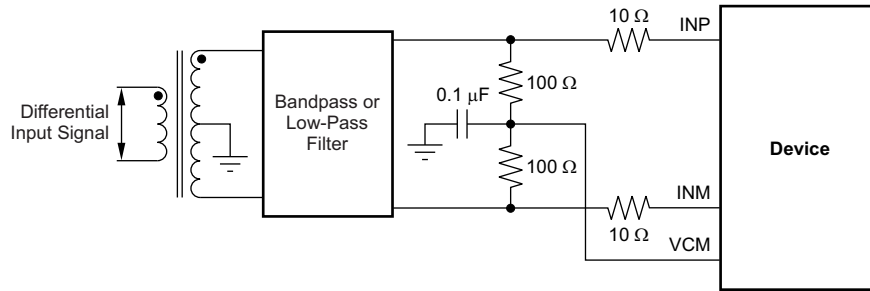 Differential
Input Signal
Bandpass or
Low-Pass
Filter
0.1 μF
100 Ω
100 Ω
10 Ω
INP
10 Ω
INM
VCM
Device